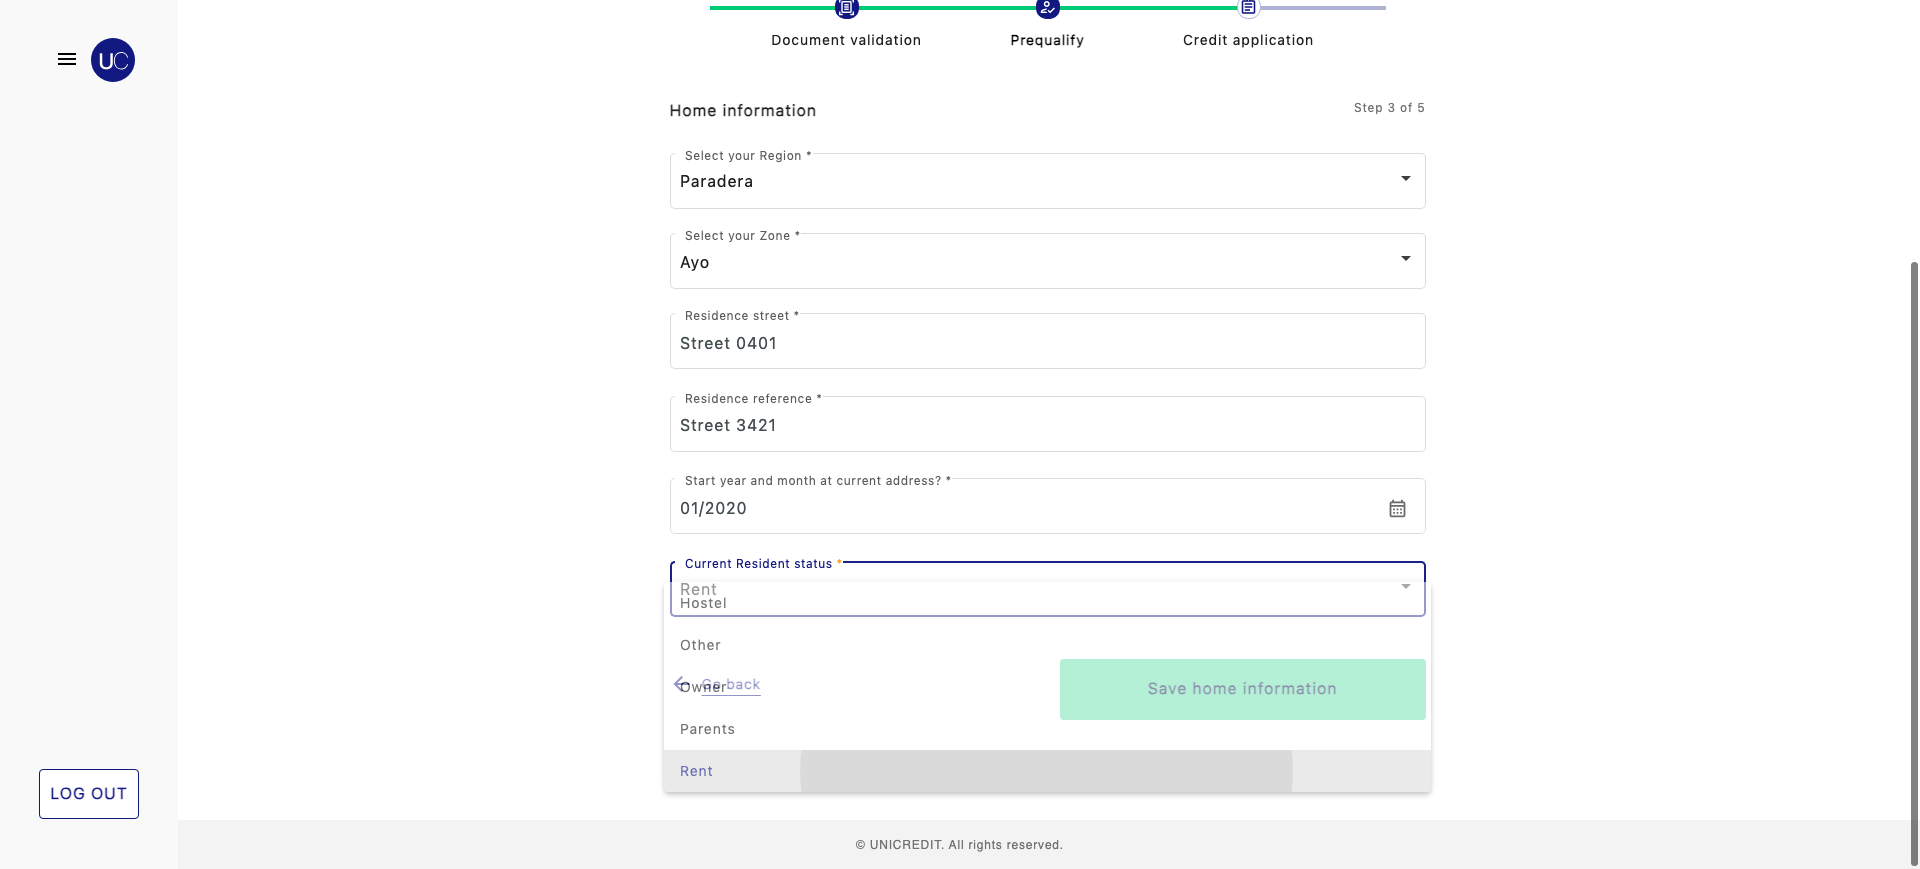 UC
Document validation
Prequalify
Credit application
Home information
Step 3 of 5
Select your Region *
Paradera
Select your Zone *
Ayo
Residence street *
Street 0401
Residence reference *
Street 3421
Start year and month at current address? *
01/2020
Current Resident status *
Rent
Hostel
Other
Owner
Go back
Save home information
Parents
Rent
LOG OUT
© UNICREDIT. All rights reserved.